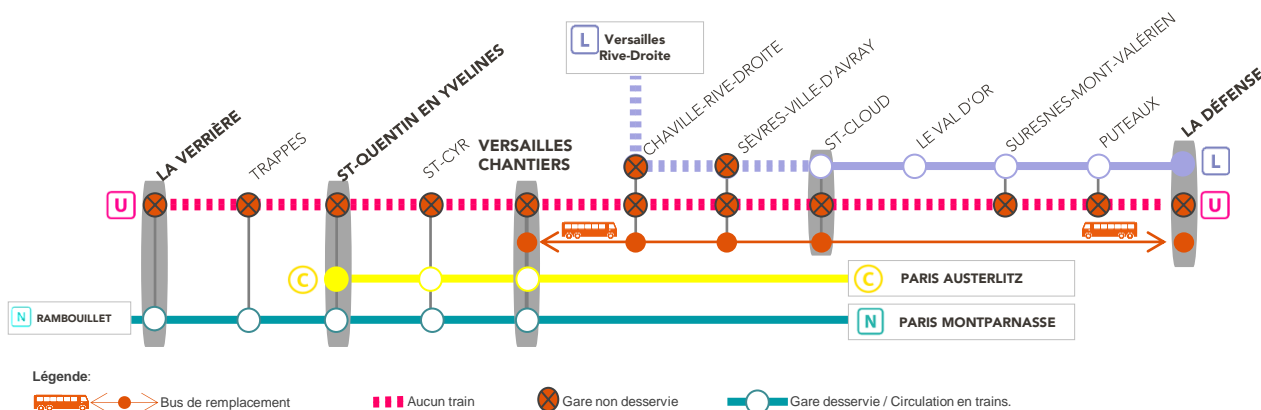 L Versailles
Rive-Droite
LA VERRIÈRE
TRAPPES
ST-QUENTIN EN YVELINES
ST-CYR
VERSAILLES
CHANTIERS
CHAVILLE-RIVE-DROITE
SÈVRES-VILLE-D'AVRAY
ST-CLOUD
LE VAL D'OR
SURESNES-MONT-VALÉRIEN
PUTEAUX
LA DÉFENSE
L
U
U
C
C PARIS AUSTERLITZ
N RAMBOUILLET
N PARIS MONTPARNASSE
Légende:
Bus de remplacement
Aucun train
Gare non desservie
Gare desservie / Circulation en trains.